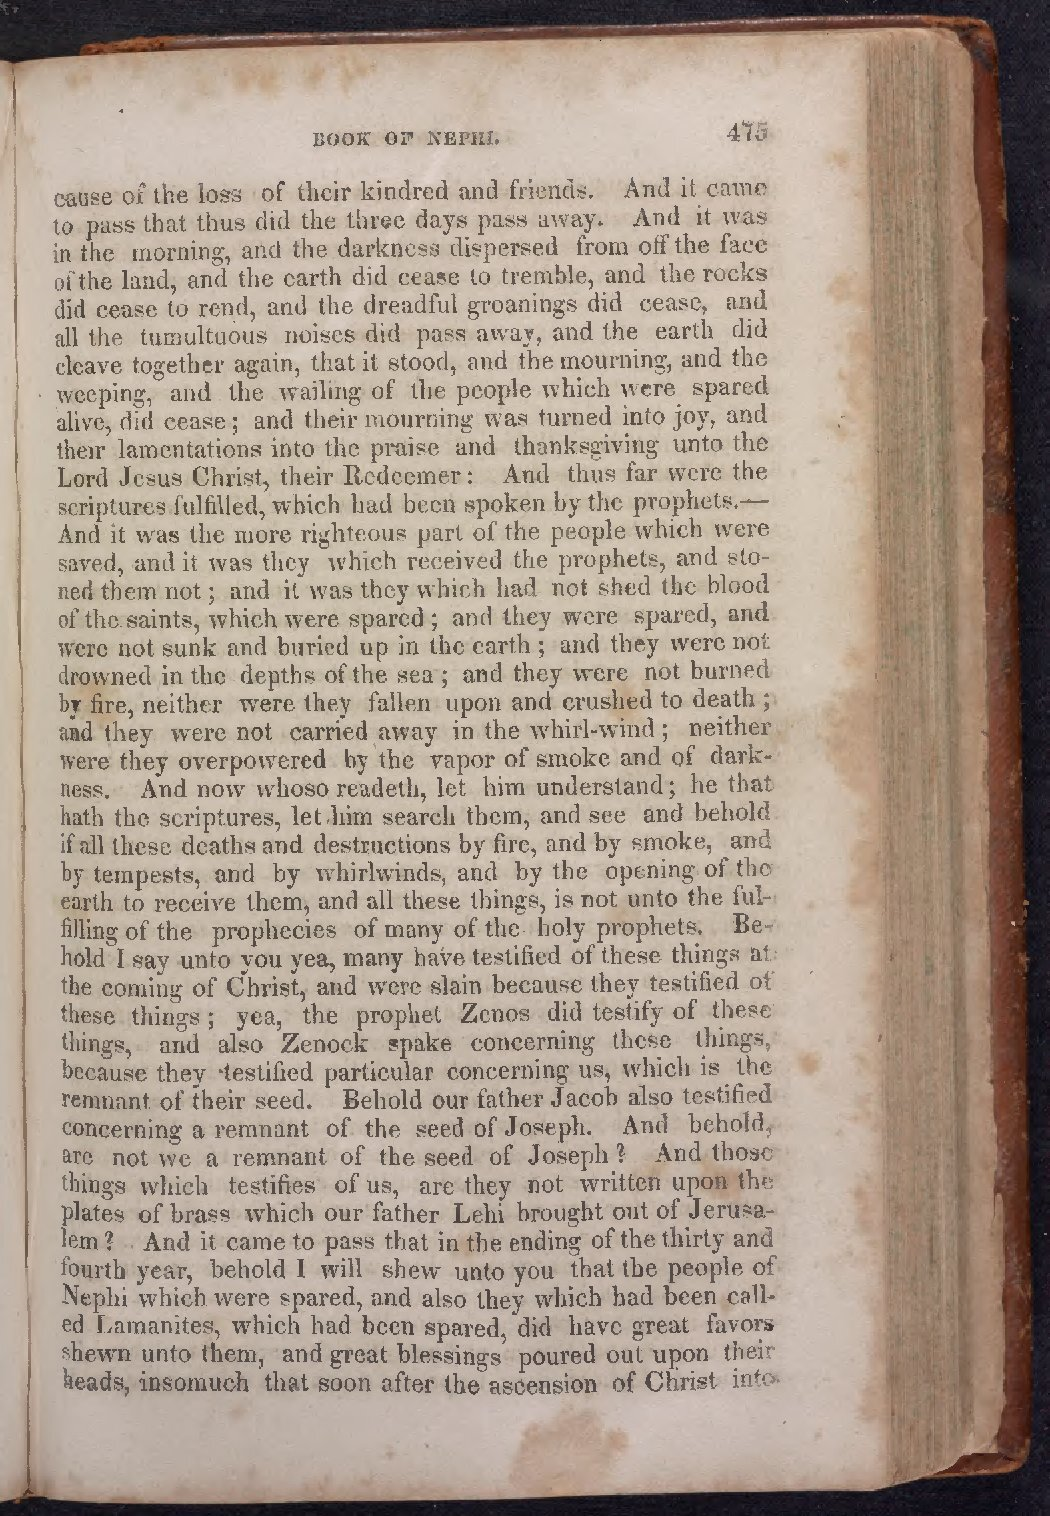 BOOK OF NEPHI. 475
cause of the loss of their kindred and friends. And it came
to pass that thus did the three days pass away. And it was
in the morning, and the darkness dispersed from off the face
of the land, and the earth did cease to tremble, and the rocks
did cease to rend, and the dreadful groanings did cease, and
all the tumultuous noises did pass away, and the earth did
cleave together again, that it stood, and the mourning, and the
weeping, and the wailing of the people which were spared
alive, did cease; and their mourning was turned into joy, and
their lamentations into the praise and thanksgiving unto the
Lord Jesus Christ, their Redeemer: And thus far were the
scriptures fulfilled, which had been spoken by the prophets.—
And it was the more righteous part of the people which were
saved, and it was they which received the prophets, and sto-
ned them not; and it was they which had not shed the blood
of the saints, which were spared; and they were spared, and
were not sunk and buried up in the earth; and they were not
drowned in the depths of the sea; and they were not burned
by fire, neither were they fallen upon and crushed to death;
and they were not carried away in the whirl-wind; neither
were they overpowered by the vapor of smoke and of dark-
ness. And now whoso readeth, let him understand; he that
hath the scriptures, let him search them, and see and behold
if all these deaths and destructions by fire, and by smoke, and
by tempests, and by whirlwinds, and by the opening of the
earth to receive them, and all these things, is not unto the ful-
filling of the prophecies of many of the holy prophets. Be-
hold I say unto you yea, many have testified of these things at
the coming of Christ, and were slain because they testified of
these things; yea, the prophet Zenos did testify of these
things, and also Zenock spake concerning these things,
because they testified particular concerning us, which is the
remnant of their seed. Behold our father Jacob also testified
concerning a remnant of the seed of Joseph. And behold,
are not we a remnant of the seed of Joseph? And those
things which testifies of us, are they not written upon the
plates of brass which our father Lehi brought out of Jerusa-
lem? And it came to pass that in the ending of the thirty and
fourth year, behold I will shew unto you that the people of
Nephi which were spared, and also they which had been call-
ed Lamanites, which had been spared, did have great favors
shewn unto them, and great blessings poured out upon their
heads, insomuch that soon after the ascension of Christ into